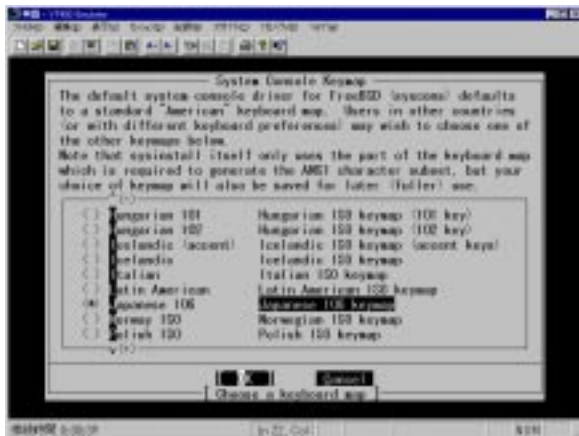 System Console Keymap
The default system console driver for FreeBSD (syscons) defaults
to a standard "American" keyboard map. Users in other countries
(or with different keyboard preferences) may wish to choose one of
the other keymaps below.
Note that sysinstall itself only uses the part of the keyboard map
which is required to generate the ANSI character subset, but your
choice of keymap will also be saved for later (fuller) use.
( ) Hungarian 101 Hungarian ISO keymap (101 key)
( ) Hungarian 102 Hungarian ISO keymap (102 key)
( ) Icelandic (accent) Icelandic ISO keymap (accent keys)
( ) Icelandic Icelandic ISO keymap
( ) Italian Italian ISO keymap
( ) Latin American Latin American ISO keymap
(*) Japanese 106 Japanese 106 keymap
( ) Norway ISO Norwegian ISO keymap
( ) Polish ISO Polish ISO keymap
[ OK ] Cancel
[ Choose a keyboard map ]